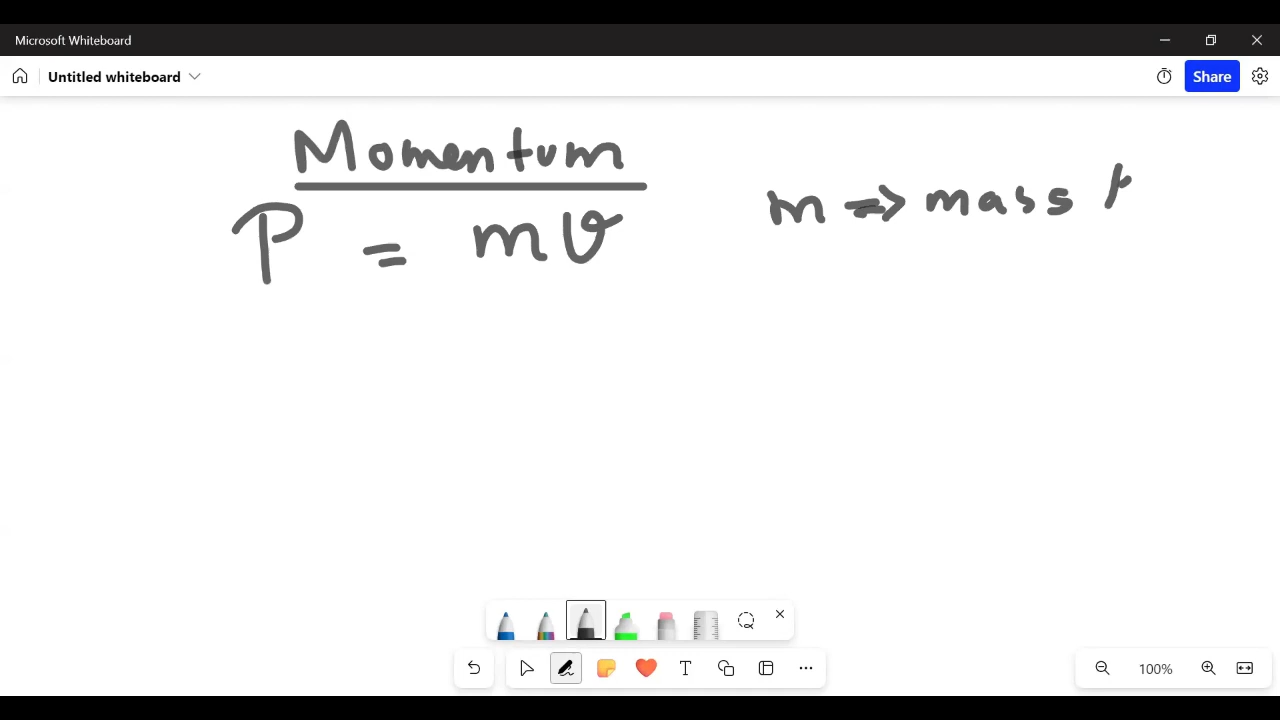 Microsoft Whiteboard
Untitled whiteboard
Share
Momentum
P = mv
m => mass
100%